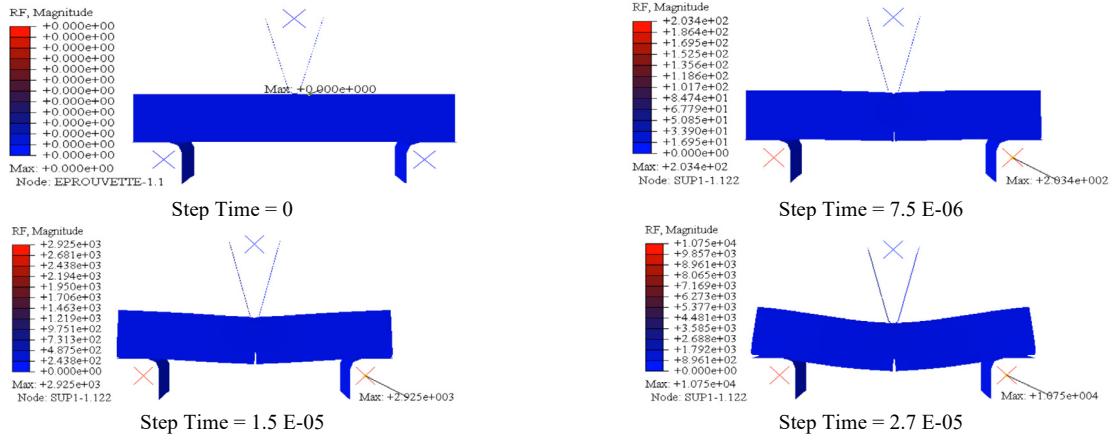 RF, Magnitude
+0.000e+00
+0.000e+00
+0.000e+00
+0.000e+00
+0.000e+00
+0.000e+00
+0.000e+00
+0.000e+00
+0.000e+00
+0.000e+00
+0.000e+00
+0.000e+00
+0.000e+00
Max: +0.000e+00
Node: EPROUVETTE-1.1
Max: +0.000e+000
Step Time = 0
RF, Magnitude
+2.034e+02
+1.864e+02
+1.695e+02
+1.525e+02
+1.356e+02
+1.186e+02
+1.017e+02
+8.474e+01
+6.779e+01
+5.085e+01
+3.390e+01
+1.695e+01
+0.000e+00
Max: +2.034e+02
Node: SUP1-1.122
Max: +2.034e+002
Step Time = 7.5 E-06
RF, Magnitude
+2.925e+03
+2.681e+03
+2.438e+03
+2.194e+03
+1.950e+03
+1.706e+03
+1.463e+03
+1.219e+03
+9.751e+02
+7.313e+02
+4.875e+02
+2.438e+02
+0.000e+00
Max: +2.925e+03
Node: SUP1-1.122
Max: +2.925e+003
Step Time = 1.5 E-05
RF, Magnitude
+1.075e+04
+9.857e+03
+8.961e+03
+8.065e+03
+7.169e+03
+6.273e+03
+5.377e+03
+4.481e+03
+3.585e+03
+2.688e+03
+1.792e+03
+8.961e+02
+0.000e+00
Max: +1.075e+04
Node: SUP1-1.122
Max: +1.075e+004
Step Time = 2.7 E-05